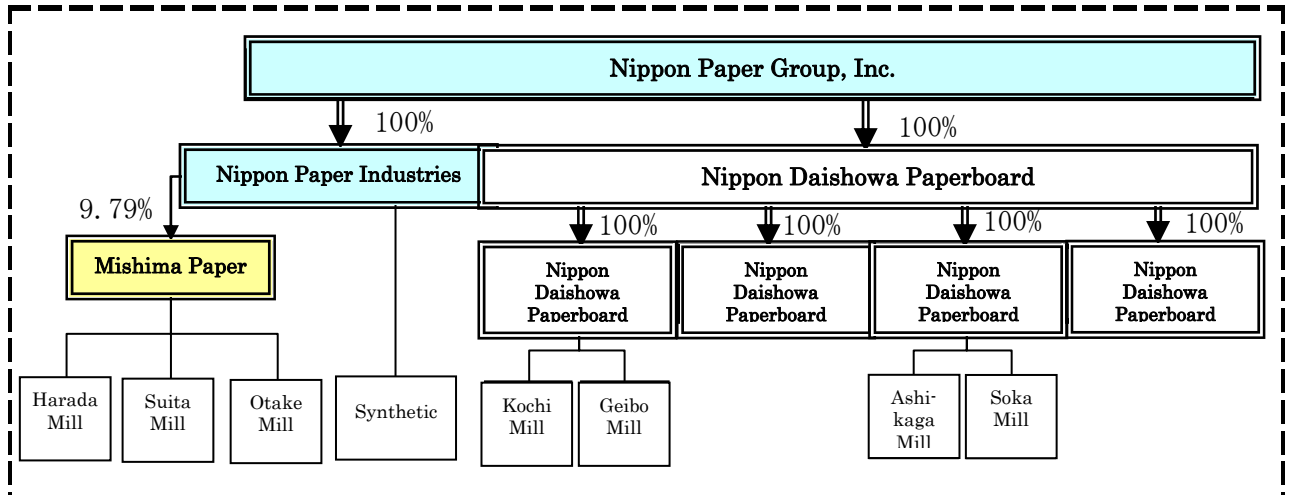 Nippon Paper Group, Inc.
100%
100%
Nippon Paper Industries
Nippon Daishowa Paperboard
9.79%
100%
100%
100%
100%
Mishima Paper
Nippon
Daishowa
Paperboard
Nippon
Daishowa
Paperboard
Nippon
Daishowa
Paperboard
Nippon
Daishowa
Paperboard
Harada
Mill
Suita
Mill
Otake
Mill
Synthetic
Kochi
Mill
Geibo
Mill
Ashi-
kaga
Mill
Soka
Mill